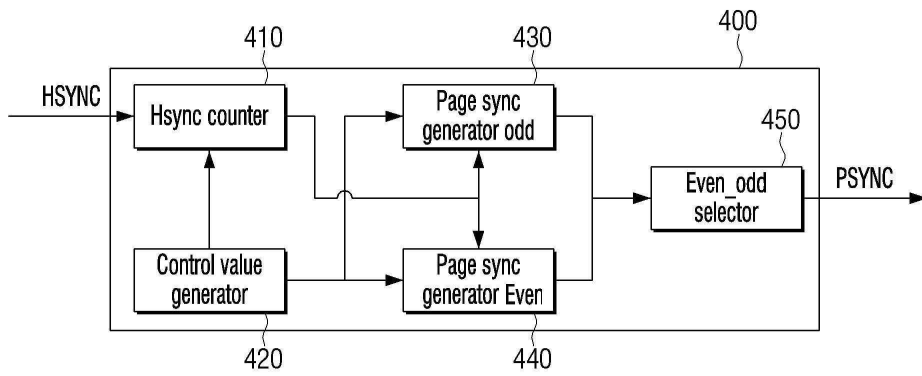 410
430
400
HSYNC
Hsync counter
Page sync
generator odd
450
Even_odd
selector
PSYNC
Control value
generator
Page sync
generator Even
420
440